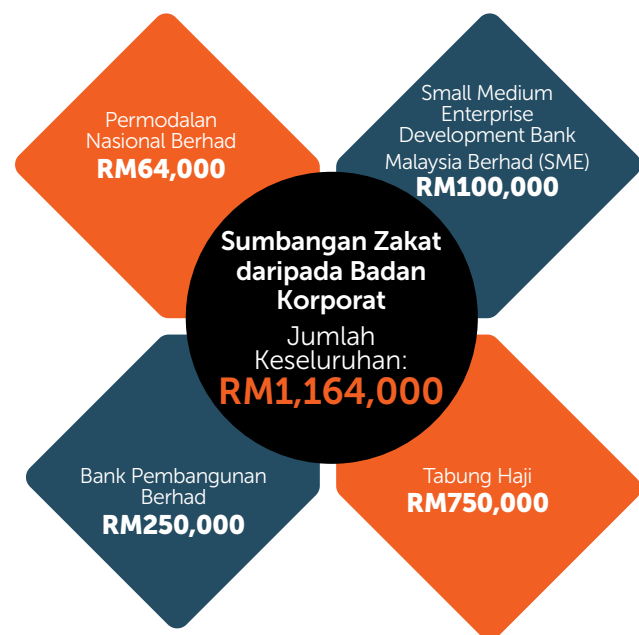 Permodalan
Nasional Berhad
RM64,000
Small Medium
Enterprise
Development Bank
Malaysia Berhad (SME)
RM100,000
Sumbangan Zakat
daripada Badan
Korporat
Jumlah
Keseluruhan:
RM1,164,000
Bank Pembangunan
Berhad
RM250,000
Tabung Haji
RM750,000